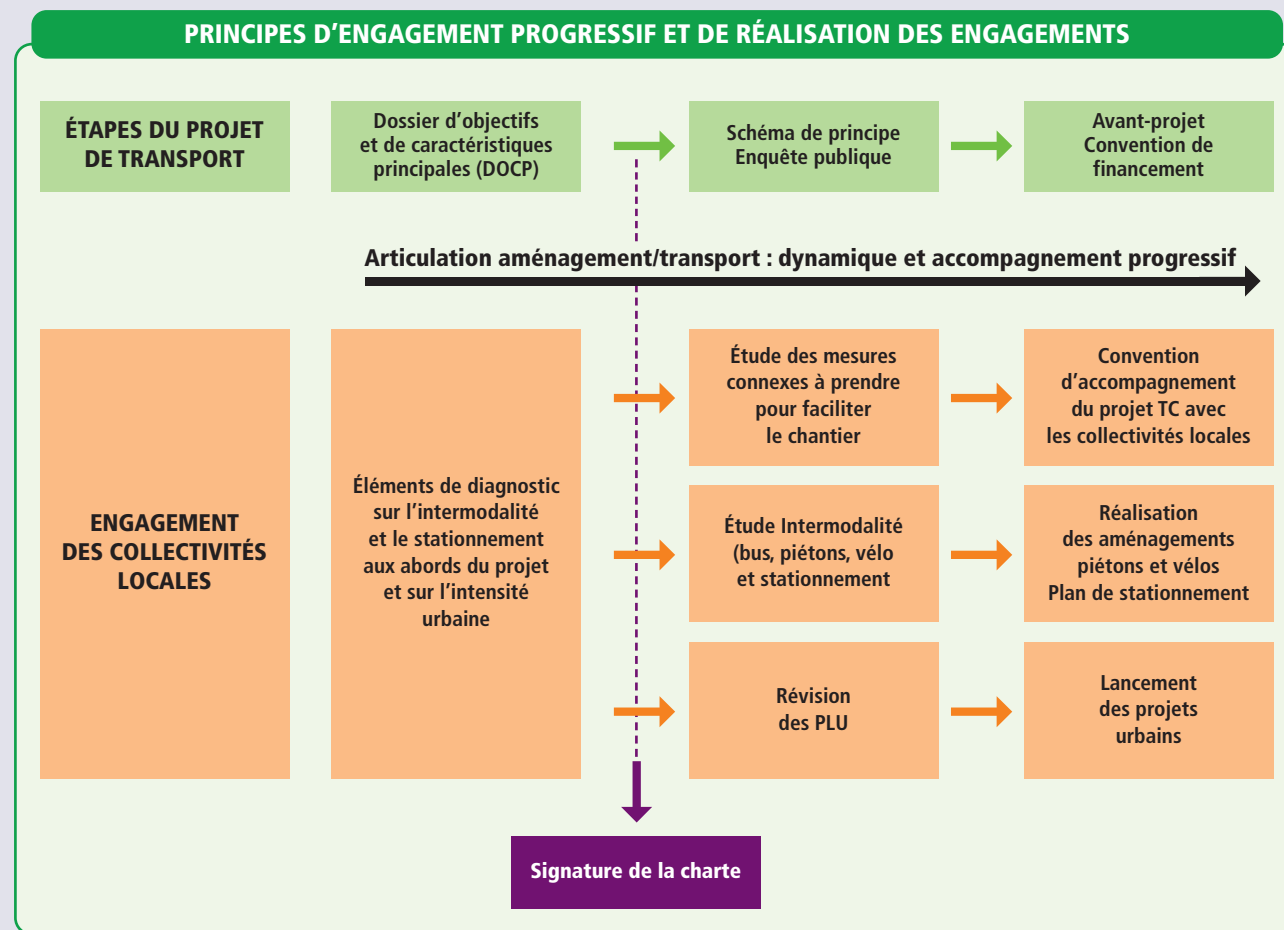 PRINCIPES D'ENGAGEMENT PROGRESSIF ET DE RÉALISATION DES ENGAGEMENTS
ÉTAPES DU PROJET
DE TRANSPORT
Dossier d'objectifs
et de caractéristiques
principales (DOCP)
Schéma de principe
Enquête publique
Avant-projet
Convention de
financement
Articulation aménagement/transport : dynamique et accompagnement progressif
ENGAGEMENT
DES COLLECTIVITÉS
LOCALES
Éléments de diagnostic
sur l'intermodalité
et le stationnement
aux abords du projet
et sur l'intensité
urbaine
Étude des mesures
connexes à prendre
pour faciliter
le chantier
Convention
d'accompagnement
du projet TC avec
les collectivités locales
Étude Intermodalité
(bus, piétons, vélo
et stationnement
Réalisation
des aménagements
piétons et vélos
Plan de stationnement
Révision
des PLU
Lancement
des projets
urbains
Signature de la charte